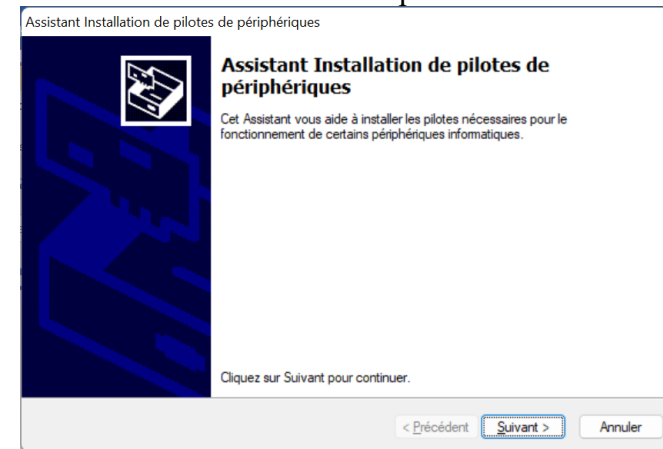 Assistant Installation de pilotes de périphériques
Assistant Installation de pilotes de
périphériques
Cet Assistant vous aide à installer les pilotes nécessaires pour le
fonctionnement de certains périphériques informatiques.
Cliquez sur Suivant pour continuer.
< Précédent Suivant > Annuler